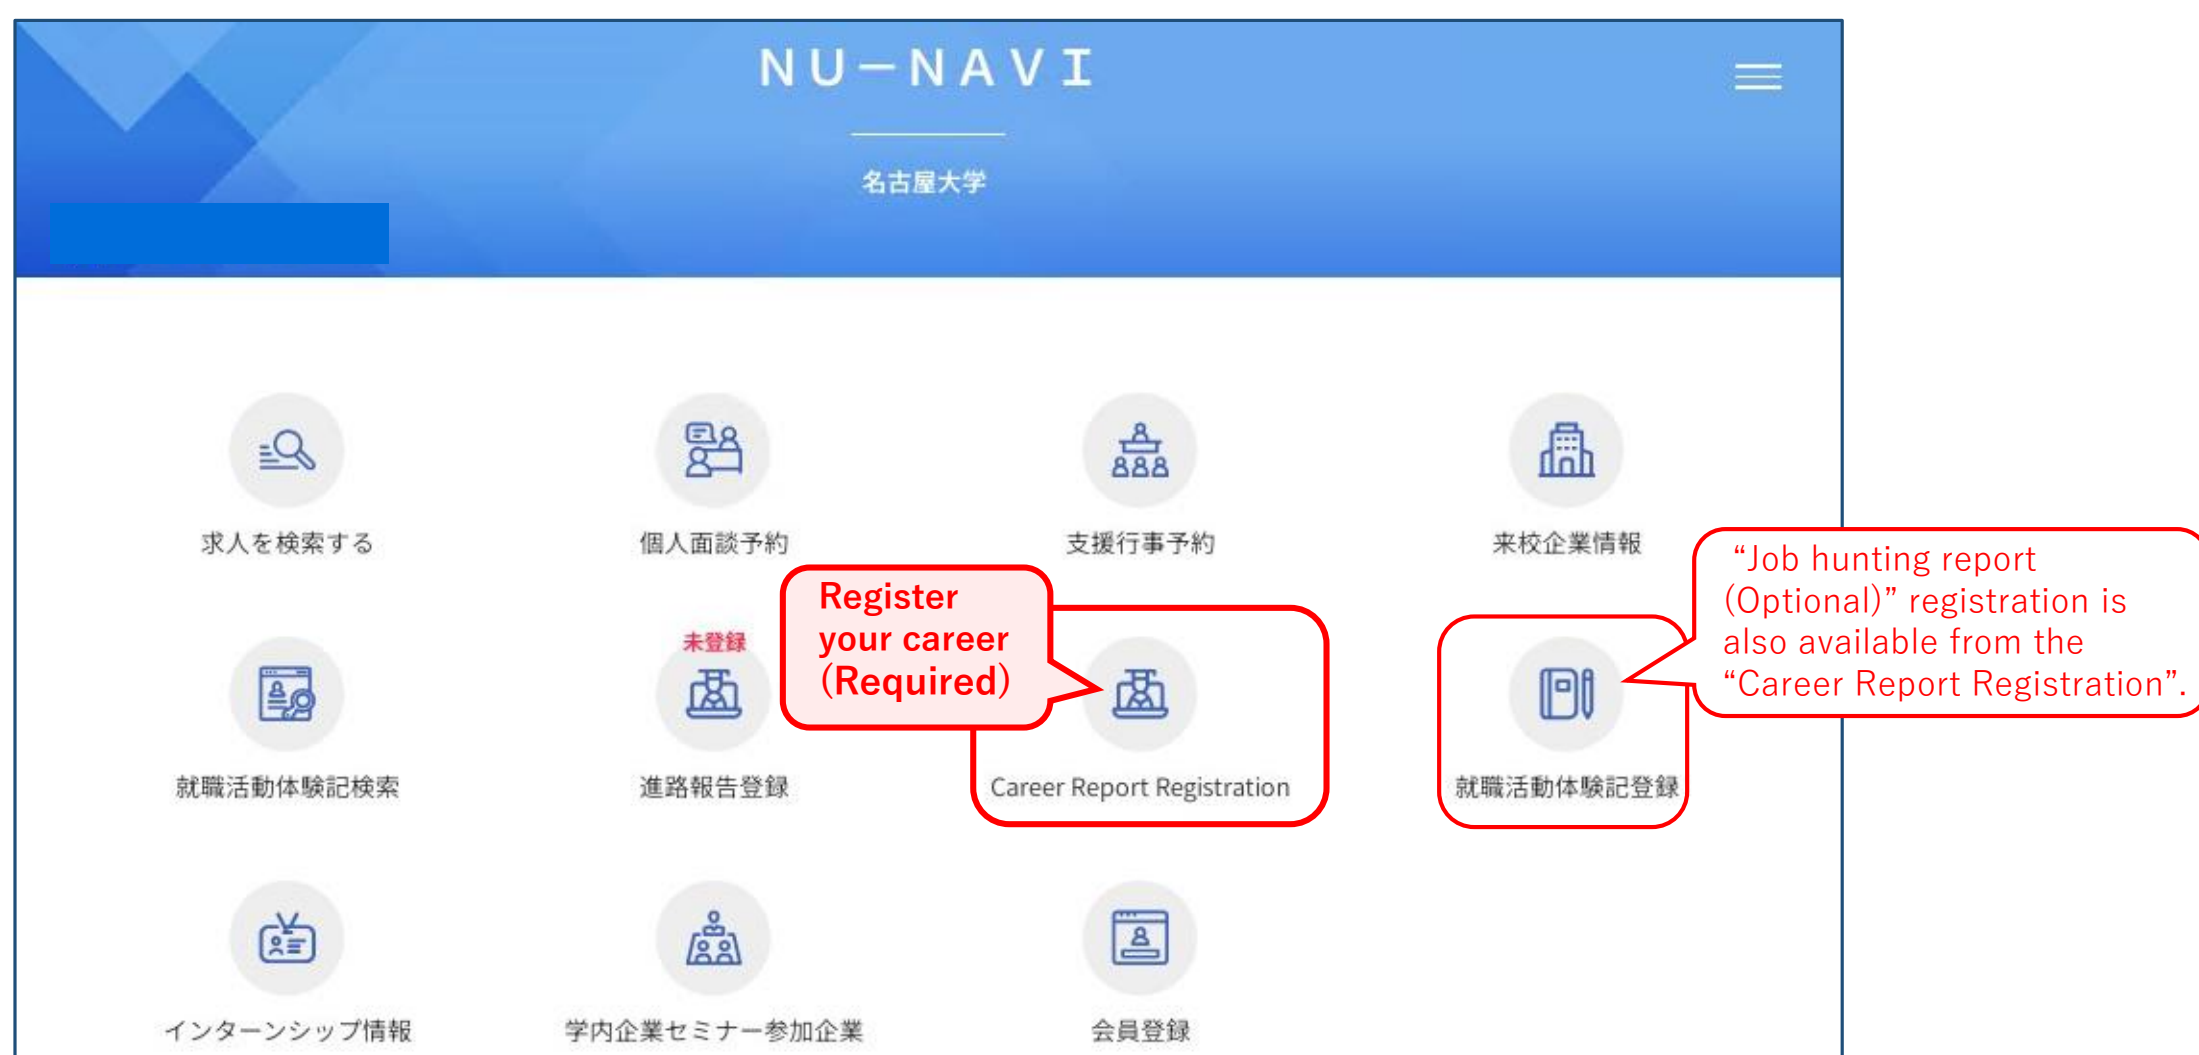 NU－NAVI
名古屋大学
求人を検索する
個人面談予約
支援行事予約
来校企業情報
“Job hunting report
(Optional)” registration is
also available from the
“Career Report Registration”.
Register
your career
(Required)
未登録
就職活動体験記検索
進路報告登録
Career Report Registration
就職活動体験記登録
インターンシップ情報
学内企業セミナー参加企業
会員登録